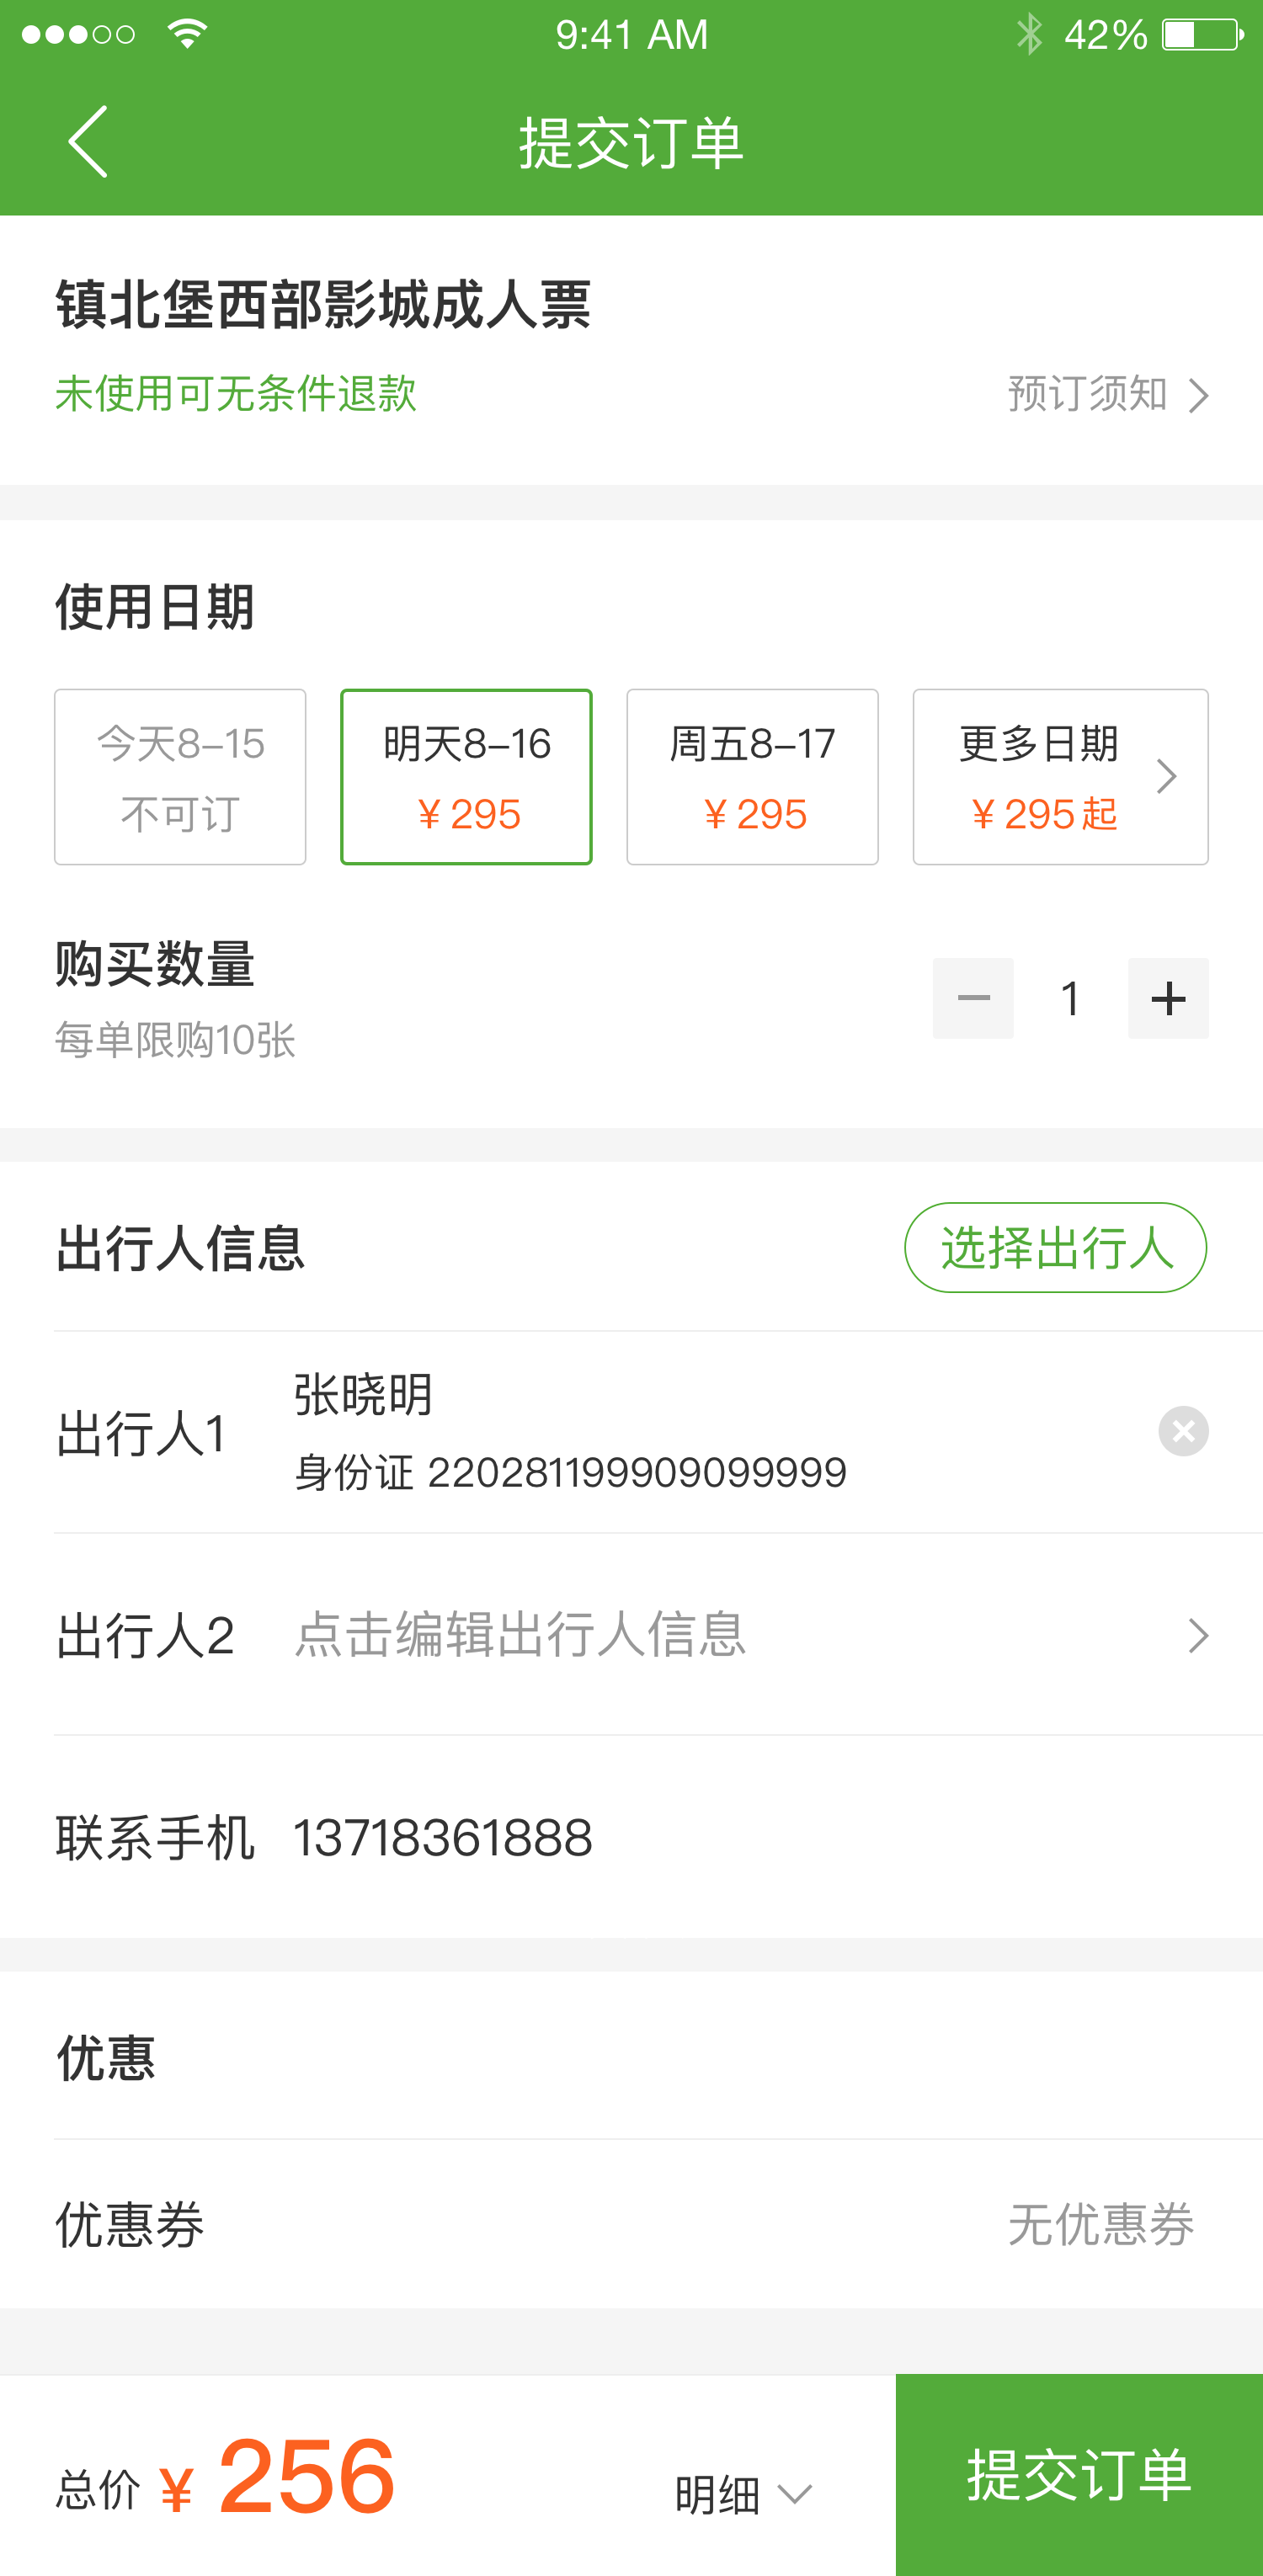 9:41 AM
42%
提交订单
镇北堡西部影城成人票
未使用可无条件退款
预订须知
使用日期
今天8-15
不可订
明天8-16
¥ 295
周五8-17
¥ 295
更多日期
¥ 295起
购买数量
每单限购10张
1
出行人信息
选择出行人
出行人1
张晓明
身份证 220281199909099999
出行人2
点击编辑出行人信息
联系手机 13718361888
优惠
优惠券
无优惠券
总价 ¥ 256
明细
提交订单